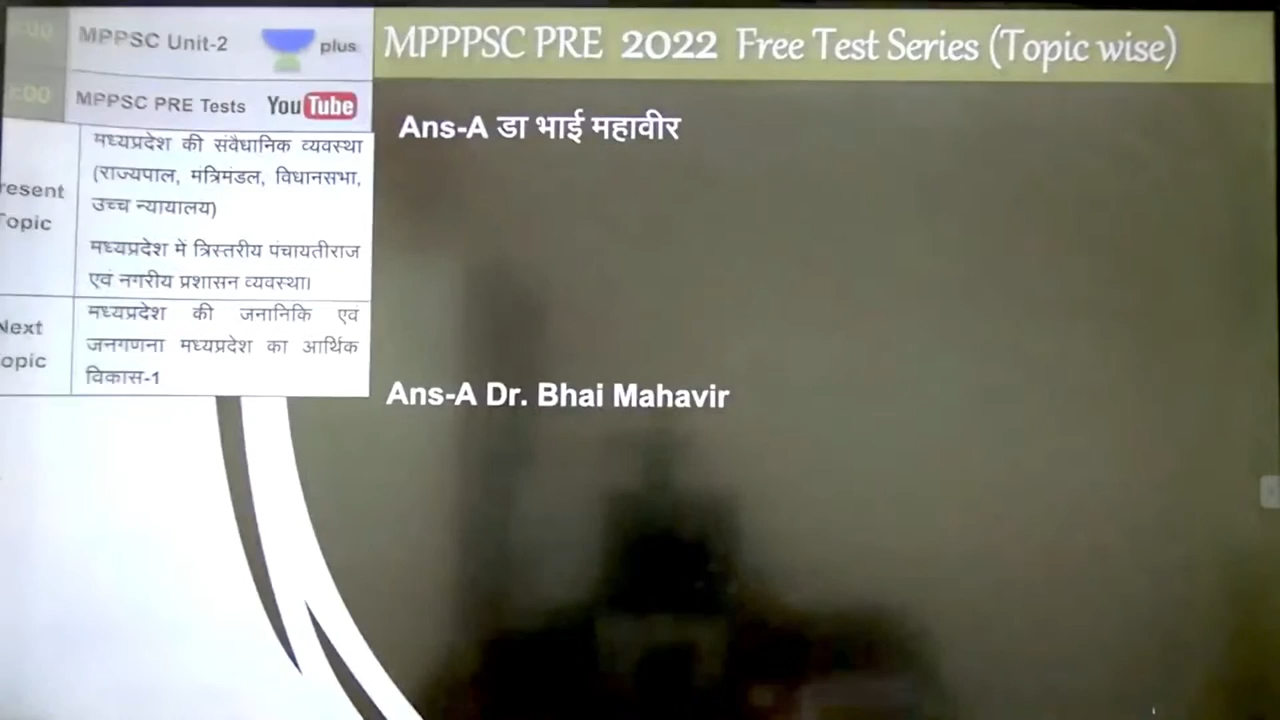 MPPSC Unit-2 plus
MPPPSC PRE 2022 Free Test Series (Topic wise)
:00 MPPSC PRE Tests YouTube
Ans-A डा भाई महावीर
मध्यप्रदेश की संवैधानिक व्यवस्था
(राज्यपाल, मंत्रिमंडल, विधानसभा,
उच्च न्यायालय)
resent
Topic
मध्यप्रदेश में त्रिस्तरीय पंचायतीराज
एवं नगरीय प्रशासन व्यवस्था।
Next
opic
मध्यप्रदेश की जनानिकि एवं
जनगणना मध्यप्रदेश का आर्थिक
विकास-1
Ans-A Dr. Bhai Mahavir